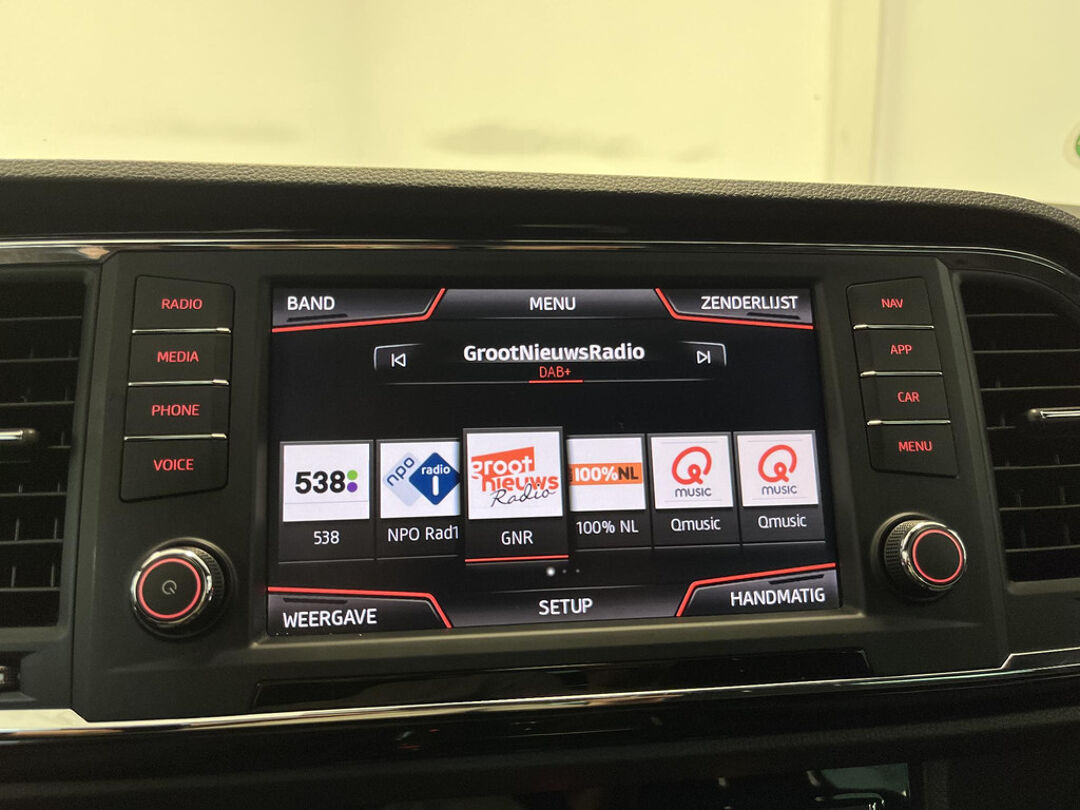 RADIO
MEDIA
PHONE
VOICE
BAND
MENU
ZENDERLIJST
GrootNieuwsRadio
DAB+
538
npo radio 1
groot
nieuws
Radio
100%NL
Q
MUSIC
Q
MUSIC
538
NPO Rad1
GNR
100% NL
Qmusic
Qmusic
WEERGAVE
SETUP
HANDMATIG
NAV
APP
CAR
MENU